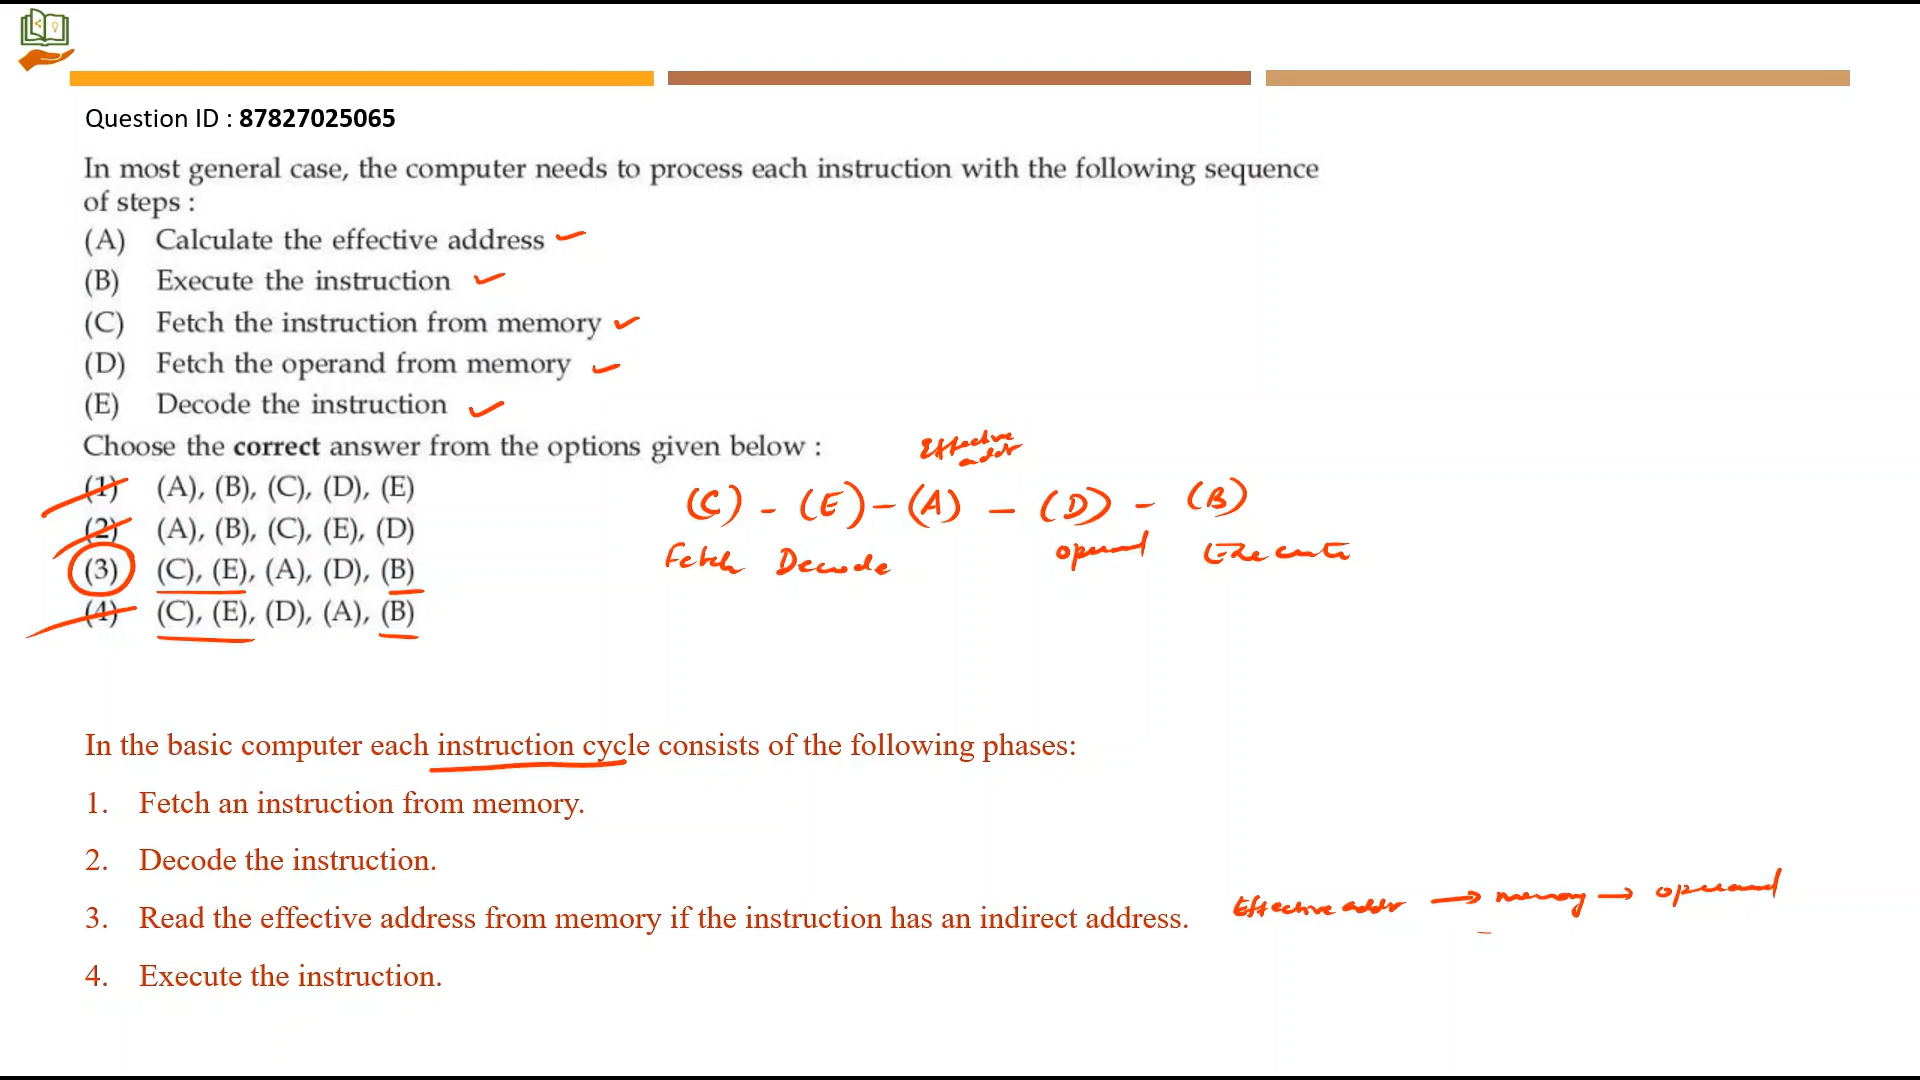 Question ID : 87827025065
In most general case, the computer needs to process each instruction with the following sequence
of steps :
(A) Calculate the effective address
(B) Execute the instruction
(C) Fetch the instruction from memory
(D) Fetch the operand from memory
(E) Decode the instruction
Choose the correct answer from the options given below :
(1) (A), (B), (C), (D), (E)
(2) (A), (B), (C), (E), (D)
(3) (C), (E), (A), (D), (B)
(4) (C), (E), (D), (A), (B)
Effective
addr
(C) - (E) - (A) - (D) - (B)
Fetch Decode operand Execute
In the basic computer each instruction cycle consists of the following phases:
1. Fetch an instruction from memory.
2. Decode the instruction.
3. Read the effective address from memory if the instruction has an indirect address.
Effective addr → memory → operand
4. Execute the instruction.